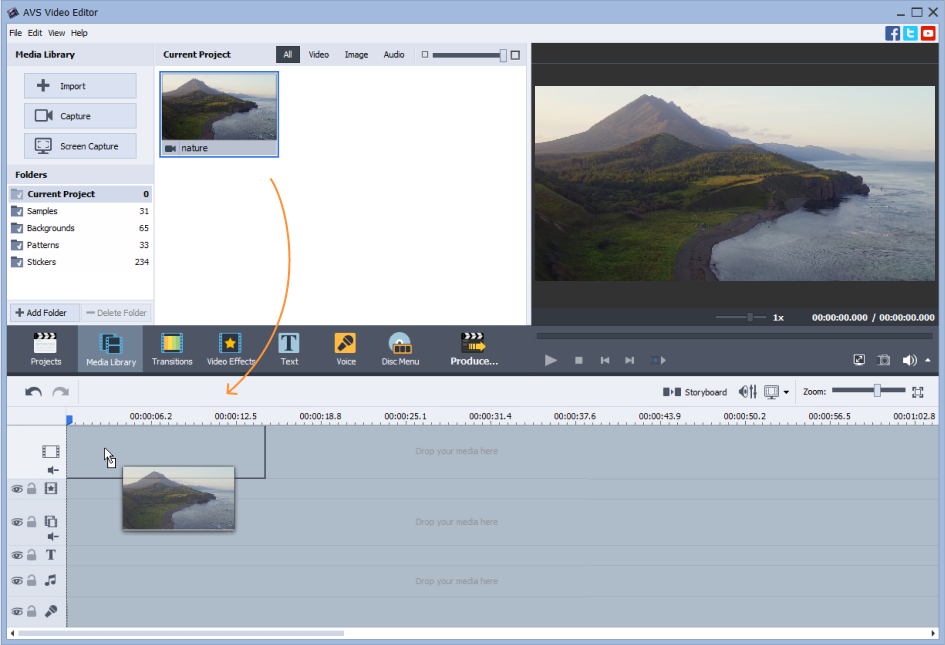 AVS Video Editor
File Edit View Help
Media Library
Current Project
All Video Image Audio
Import
Capture
Screen Capture
nature
Folders
Current Project 0
Samples 31
Backgrounds 65
Patterns 33
Stickers 234
Add Folder Delete Folder
1x 00:00:00.000 / 00:00:00.000
Projects Media Library Transitions Video Effects Text Voice Disc Menu Produce...
Storyboard Zoom:
00:00:06.2 00:00:12.5 00:00:18.8 00:00:25.1 00:00:31.4 00:00:37.6 00:00:43.9 00:00:50.2 00:00:56.5 00:01:02.8
Drop your media here
Drop your media here
T
Drop your media here